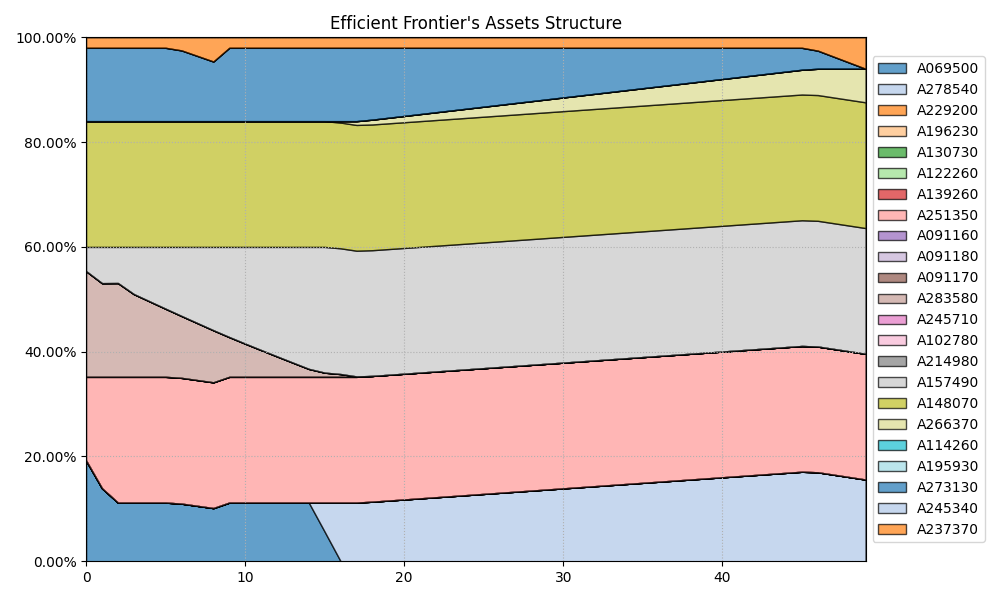 Efficient Frontier's Assets Structure
100.00%
80.00%
60.00%
40.00%
20.00%
0.00%
0
10
20
30
40
A069500
A278540
A229200
A196230
A130730
A122260
A139260
A251350
A091160
A091180
A091170
A283580
A245710
A102780
A214980
A157490
A148070
A266370
A114260
A195930
A273130
A245340
A237370